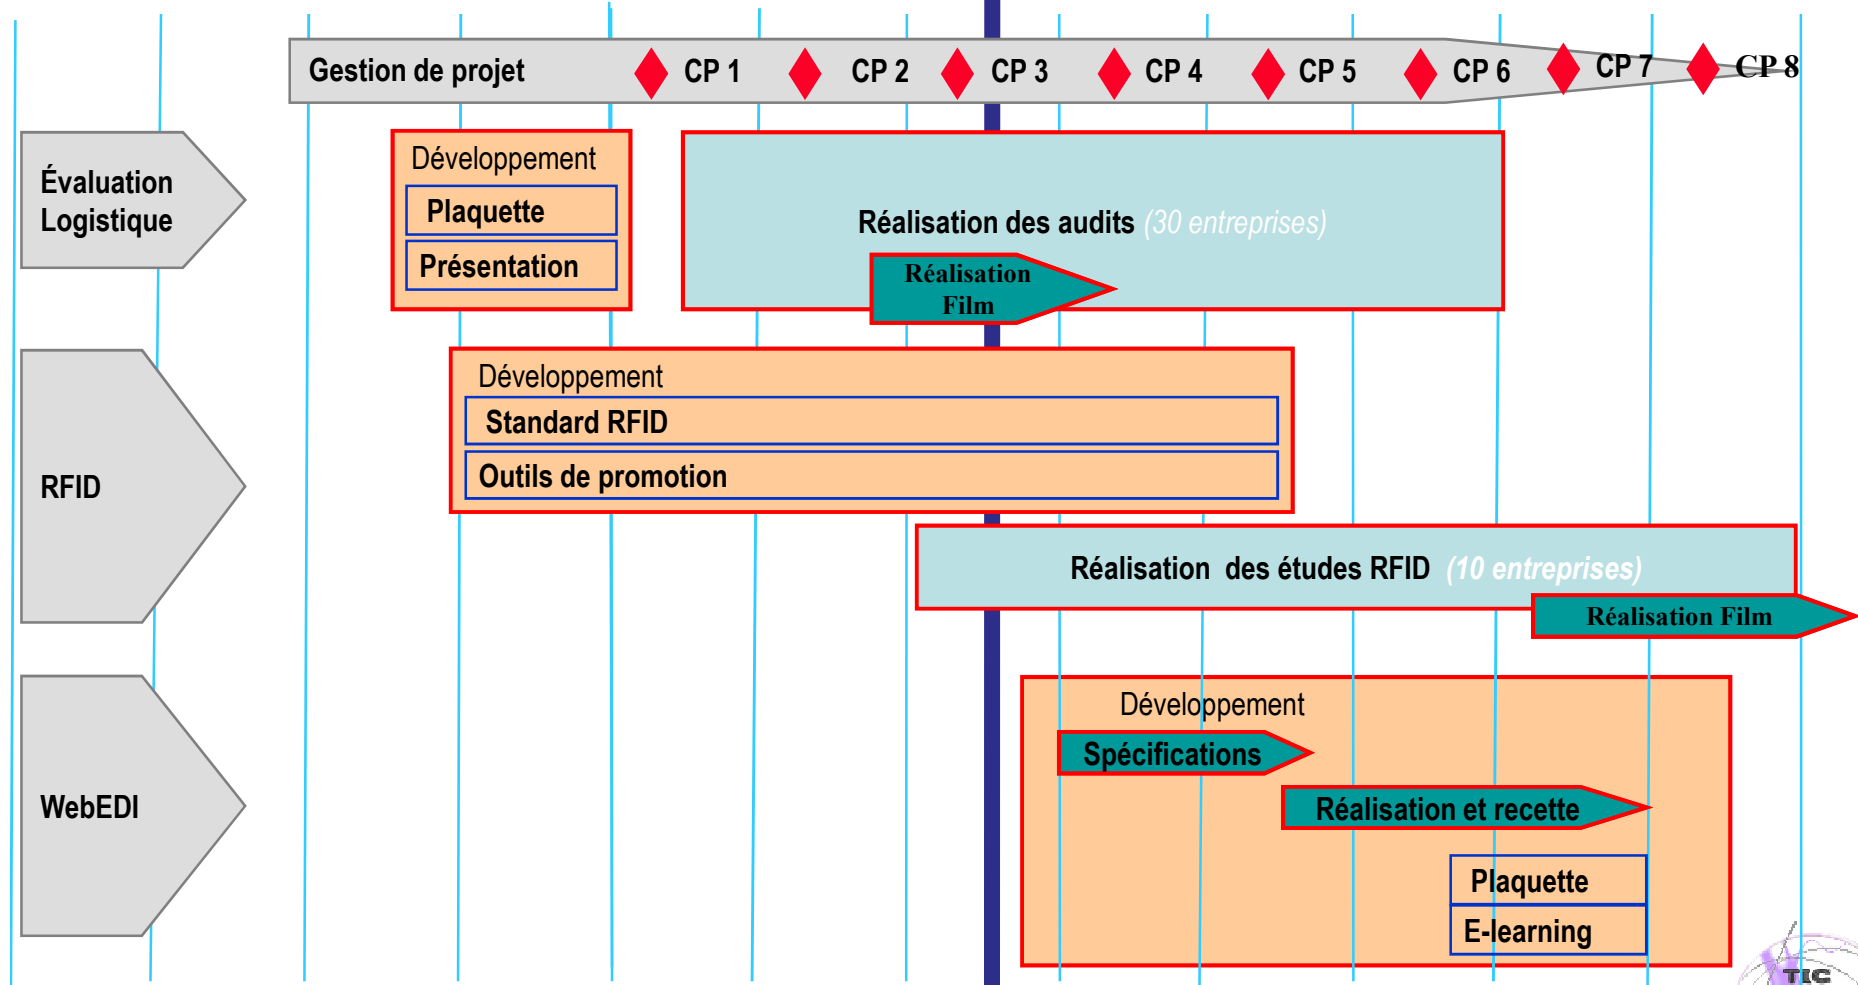 Gestion de projet
CP 1
CP 2
CP 3
CP 4
CP 5
CP 6
CP 7
CP 8
Évaluation
Logistique
Développement
Plaquette
Présentation
Réalisation des audits (30 entreprises)
Réalisation
Film
RFID
Développement
Standard RFID
Outils de promotion
Réalisation des études RFID (10 entreprises)
Réalisation Film
WebEDI
Développement
Spécifications
Réalisation et recette
Plaquette
E-learning
TIC